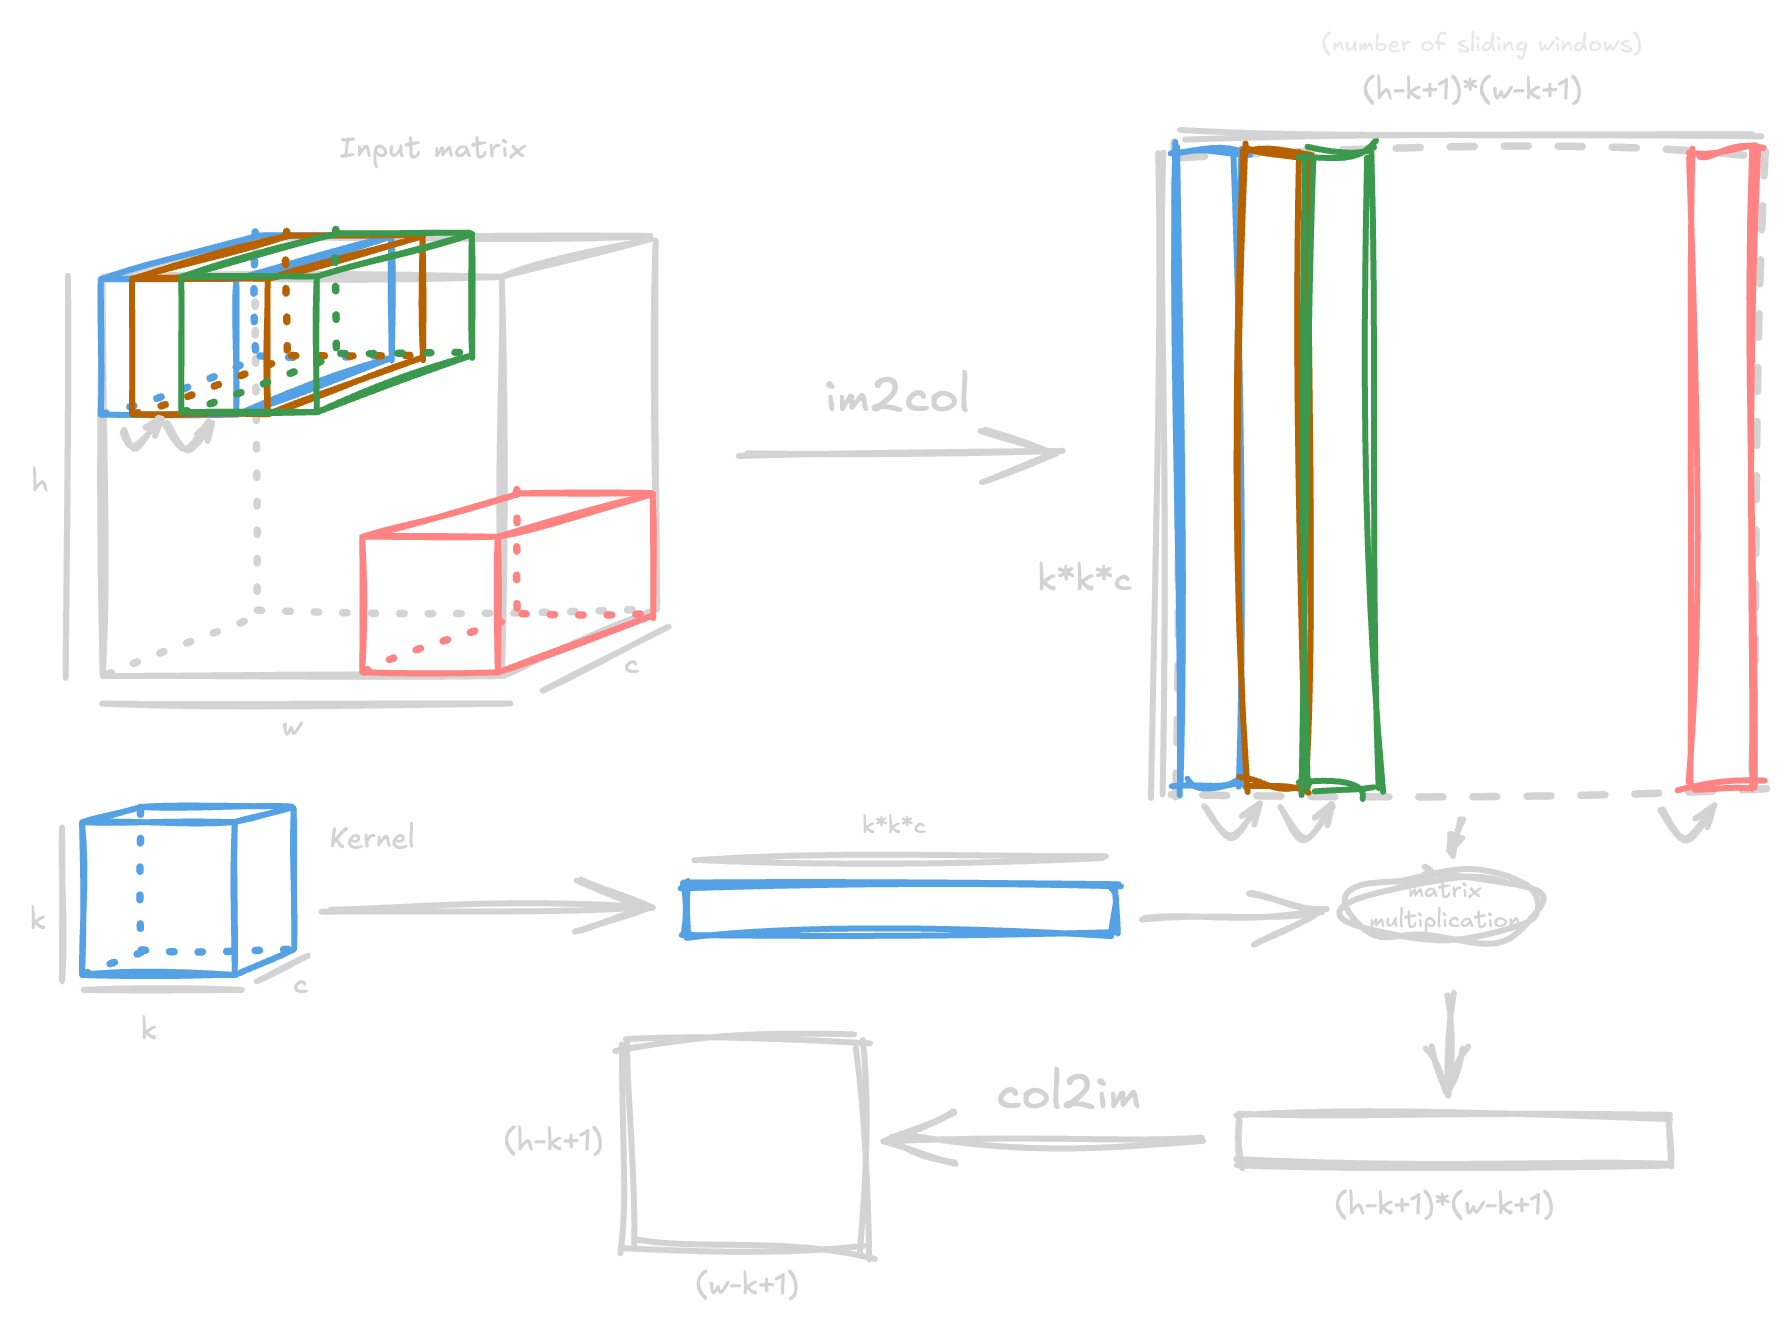 (number of sliding windows)
(h-k+1)*(w-k+1)
Input matrix
im2col
h
k*k*c
c
w
Kernel
k*k*c
k
matrix
multiplication
c
k
col2im
(h-k+1)
(h-k+1)*(w-k+1)
(w-k+1)